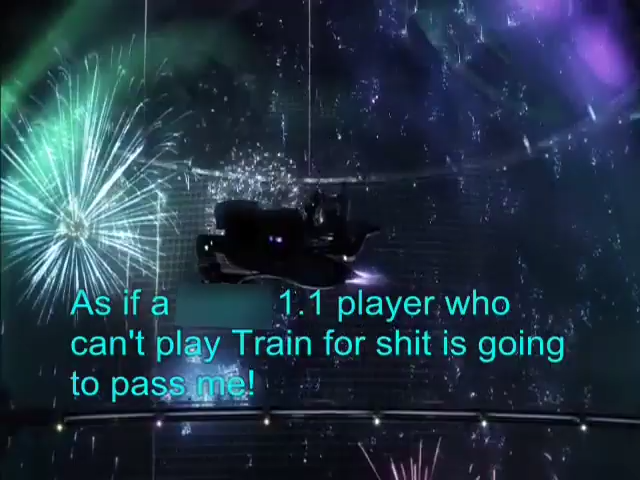 As if a 1.1 player who
can't play Train for shit is going
to pass me!